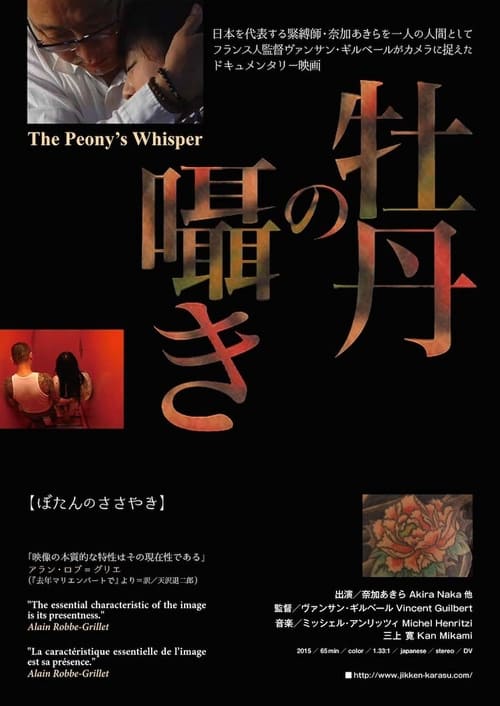 日本を代表する緊縛師・奈加あきらを一人の人間として
フランス人監督ヴァンサン・ギルベールがカメラに捉えた
ドキュメンタリー映画
The Peony's Whisper
牡丹
の
囁き
【ぼたんのささやき】
「映像の本質的な特性はその現在性である」
アラン・ロブ＝グリエ
(『去年マリエンバートで』より＝訳／天沢退二郎)
"The essential characteristic of the image
is its presentness."
Alain Robbe-Grillet
"La caractéristique essentielle de l'image
est sa présence."
Alain Robbe-Grillet
出演／奈加あきら Akira Naka 他
監督／ヴァンサン・ギルベール Vincent Guilbert
音楽／ミッシェル・アンリッツィ Michel Henritzi
三上 寛 Kan Mikami
2015 / 65min / color / 1.33:1 / japanese / stereo / DV
■ http://www.jikken-karasu.com/